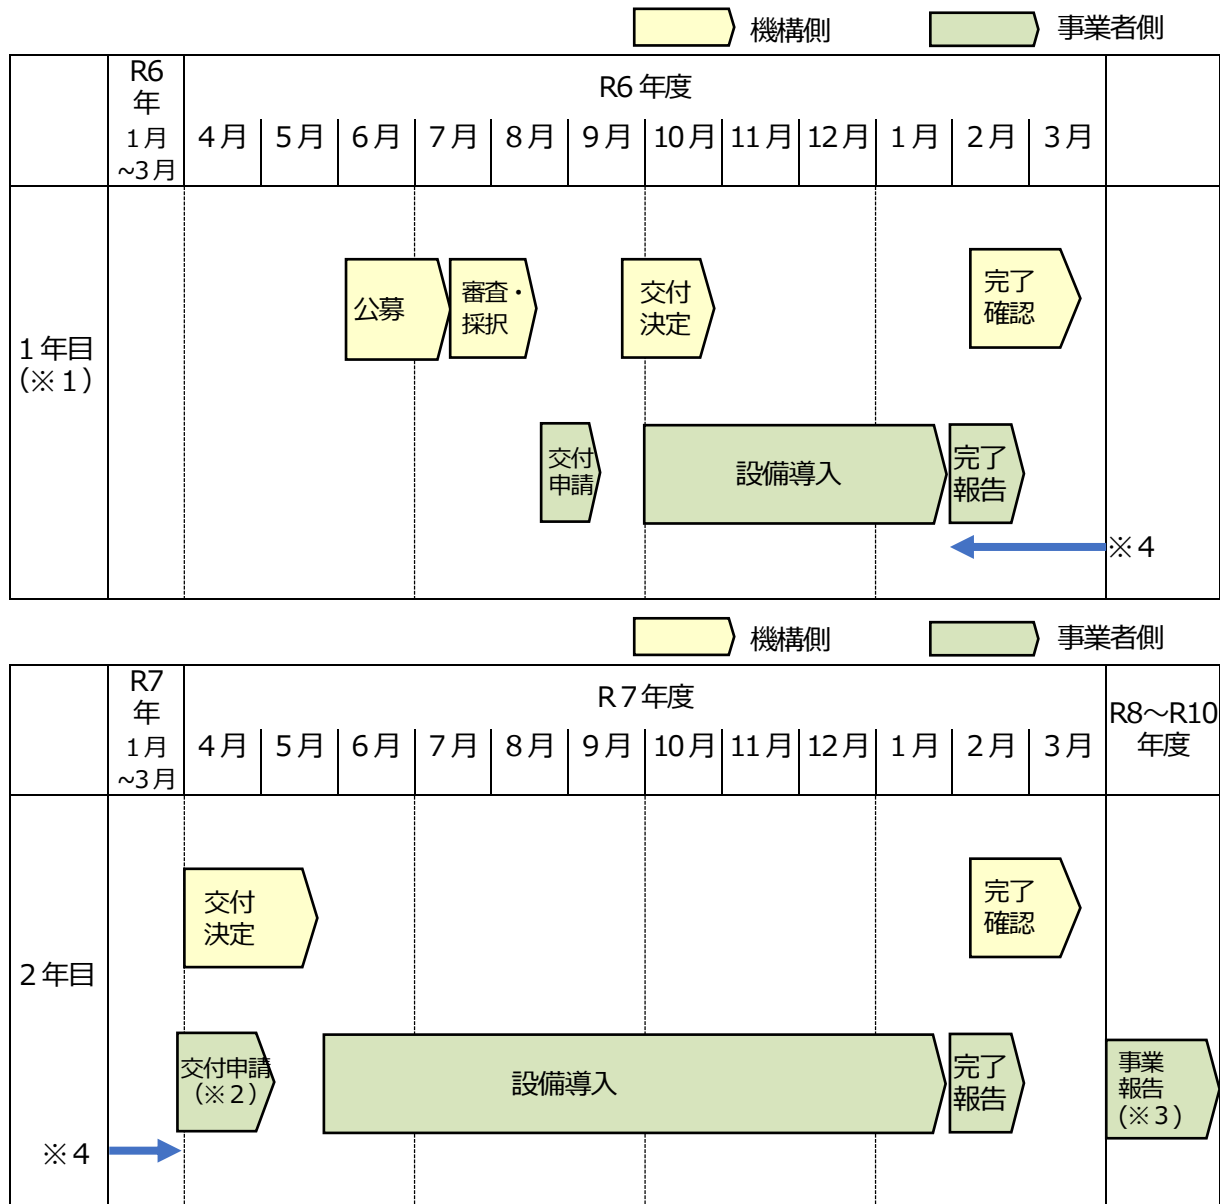 機構側
事業者側
R6
年
1月
~3月
R6 年度
4月 5月 6月 7月 8月 9月 10月 11月 12月 1月 2月 3月
1年目
(※1)
公募
審査・
採択
交付
決定
完了
確認
交付
申請
設備導入
完了
報告
※4
機構側
事業者側
R7
年
1月
~3月
R7年度
R8~R10
年度
4月 5月 6月 7月 8月 9月 10月 11月 12月 1月 2月 3月
2年目
交付
決定
完了
確認
交付申請
(※2)
設備導入
完了
報告
事業
報告
(※3)
※4